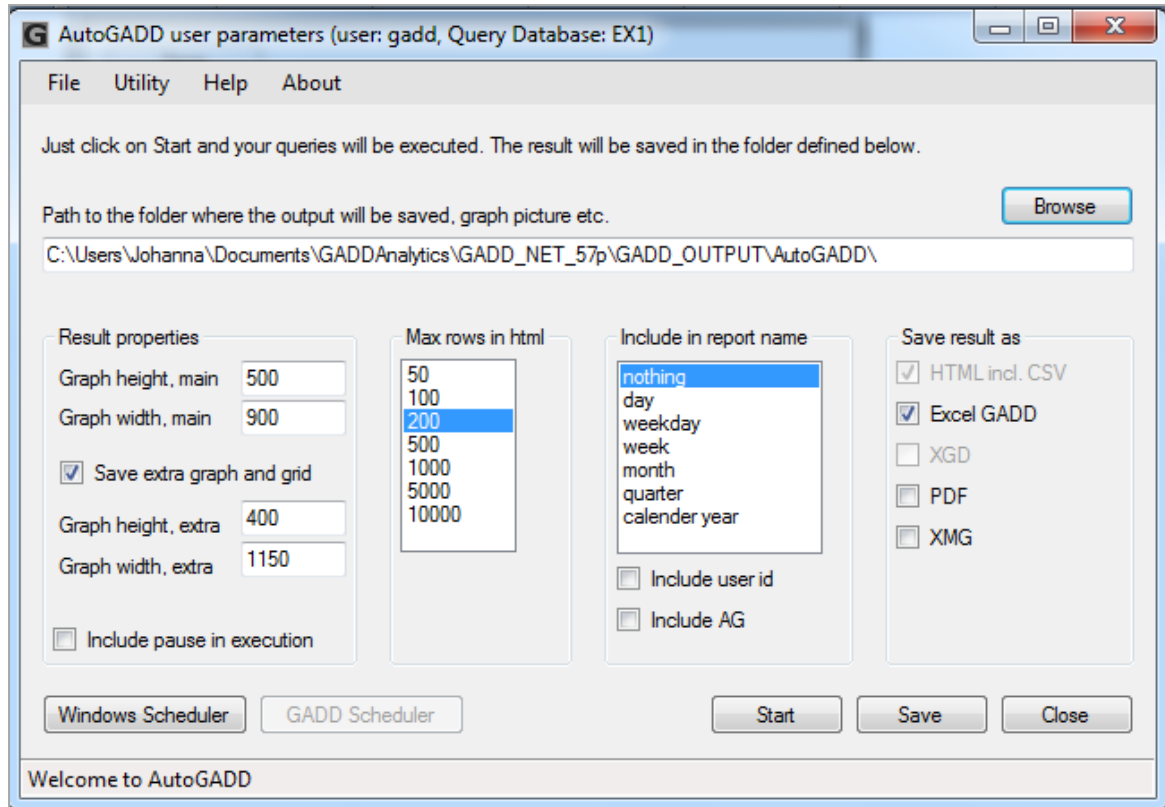 G AutoGADD user parameters (user: gadd, Query Database: EX1)
File Utility Help About
Just click on Start and your queries will be executed. The result will be saved in the folder defined below.
Browse
Path to the folder where the output will be saved, graph picture etc.
C:\Users\Johanna\Documents\GADDAnalytics\GADD_NET_57p\GADD_OUTPUT\AutoGADD\
Result properties
Graph height, main 500
Graph width, main 900
Save extra graph and grid
Graph height, extra 400
Graph width, extra 1150
Include pause in execution
Max rows in html
50
100
200
500
1000
5000
10000
Include in report name
nothing
day
weekday
week
month
quarter
calender year
Include user id
Include AG
Save result as
HTML incl. CSV
Excel GADD
XGD
PDF
XMG
Windows Scheduler GADD Scheduler Start Save Close
Welcome to AutoGADD